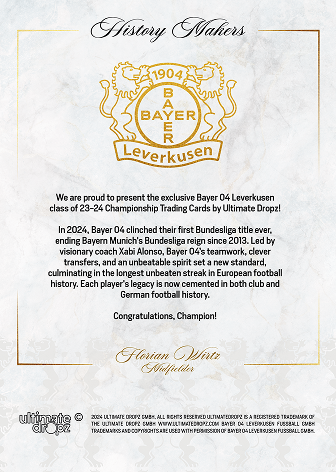 History Makers
1904
BAYER
BAYER
Leverkusen
We are proud to present the exclusive Bayer 04 Leverkusen
class of 23–24 Championship Trading Cards by Ultimate Dropz!
In 2024, Bayer 04 clinched their first Bundesliga title ever,
ending Bayern Munich's Bundesliga reign since 2013. Led by
visionary coach Xabi Alonso, Bayer 04's teamwork, clever
transfers, and an unbeatable spirit set a new standard,
culminating in the longest unbeaten streak in European football
history. Each player's legacy is now cemented in both club and
German football history.
Congratulations, Champion!
Florian Wirtz
Midfielder
ultimate
dropz
©
2024 ULTIMATE DROPZ GMBH. ALL RIGHTS RESERVED ULTIMATEDROPZ IS A REGISTERED TRADEMARK OF
THE ULTIMATE DROPZ GMBH WWW.ULTIMATEDROPZ.COM BAYER 04 LEVERKUSEN FUSSBALL GMBH
TRADEMARKS AND COPYRIGHTS ARE USED WITH PERMISSION OF BAYER 04 LEVERKUSEN FUSSBALL GMBH.